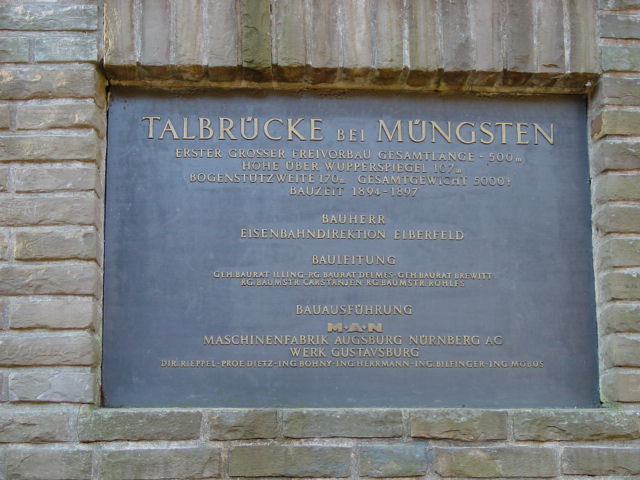 TALBRÜCKE BEI MÜNGSTEN
ERSTER GROSSER FREIVORBAU GESAMTLÄNGE - 500m
HÖHE ÜBER WUPPERSPIEGEL 107m
BOGENSTÜTZWEITE 170m GESAMTGEWICHT 5000t
BAUZEIT 1894-1897
BAUHERR
EISENBAHNDIREKTION ELBERFELD
BAULEITUNG
GEH.BAURAT ILLING-RG.BAURAT DELMES-GEH.BAURAT BREWITT
RG.BAUMSTR.CARSTANJEN RG.BAUMSTR.ROHLFS
BAUAUSFÜHRUNG
M·A·N
MASCHINENFABRIK AUGSBURG NÜRNBERG AG
WERK GUSTAVSBURG
DIR.RIEPPEL-PROF.DIETZ-ING.BOHNY-ING.HERRMANN-ING.BILFINGER-ING.MOBUS